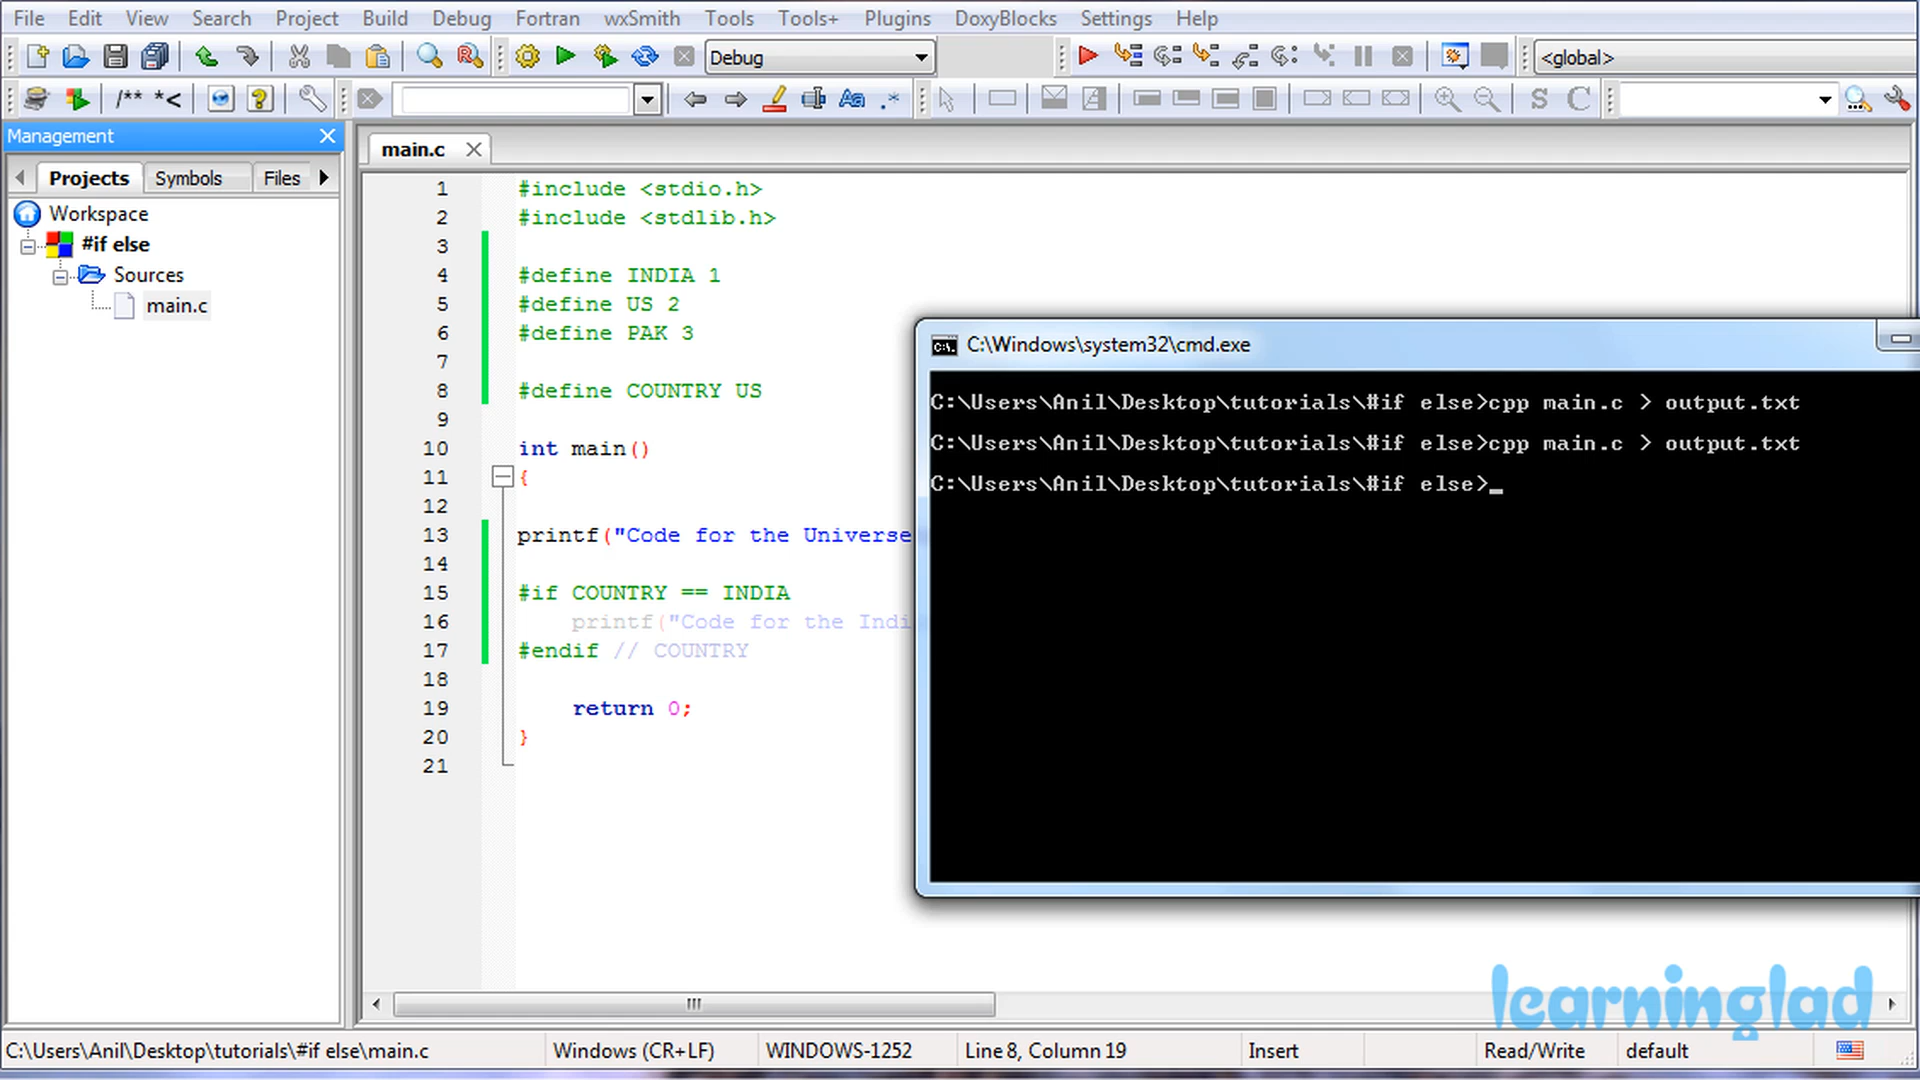 File Edit View Search Project Build Debug Fortran wxSmith Tools Tools+ Plugins DoxyBlocks Settings Help
Debug
<global>
/** *<
Aa .*
S C
Management
Projects Symbols Files
Workspace
#if else
Sources
main.c
main.c
1 #include <stdio.h>
2 #include <stdlib.h>
3
4 #define INDIA 1
5 #define US 2
6 #define PAK 3
7
8 #define COUNTRY US
9
10 int main()
11 {
12
13 printf("Code for the Universe
14
15 #if COUNTRY == INDIA
16 printf("Code for the Indi
17 #endif // COUNTRY
18
19 return 0;
20 }
21
C:\Windows\system32\cmd.exe
C:\Users\Anil\Desktop\tutorials\#if else>cpp main.c > output.txt
C:\Users\Anil\Desktop\tutorials\#if else>cpp main.c > output.txt
C:\Users\Anil\Desktop\tutorials\#if else>_
learninglad
C:\Users\Anil\Desktop\tutorials\#if else\main.c Windows (CR+LF) WINDOWS-1252 Line 8, Column 19 Insert Read/Write default